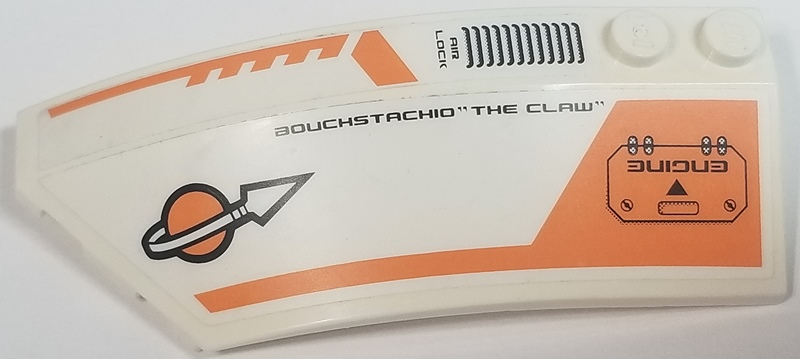 AIR
LOCK
BOUCHSTACHIO"THE CLAW"
ENGINE